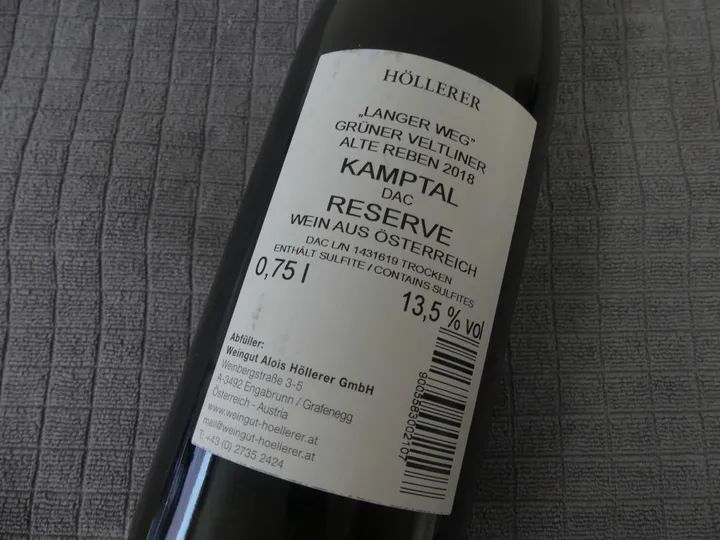 HÖLLERER
„LANGER WEG“
GRÜNER VELTLINER
ALTE REBEN 2018
KAMPTAL
DAC
RESERVE
WEIN AUS ÖSTERREICH
DAC L/N 1431619 TROCKEN
ENTHÄLT SULFITE / CONTAINS SULFITES
0,75 l
13,5 % vol
Abfüller:
Weingut Alois Höllerer GmbH
Weinbergstraße 3-5
A-3492 Engabrunn / Grafenegg
Österreich - Austria
www.weingut-hoellerer.at
mail@weingut-hoellerer.at
T: +43 (0) 2735 2424
9003583002107